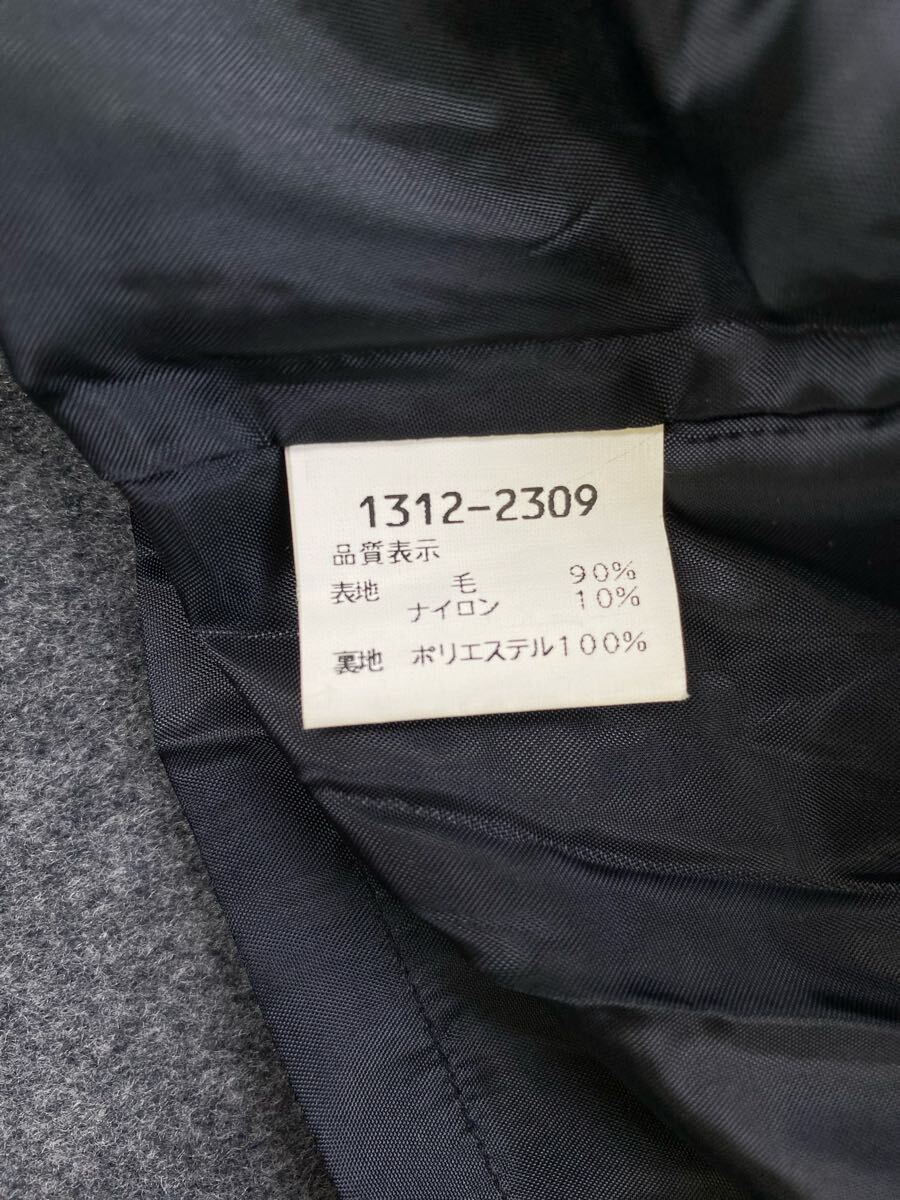 1312-2309
品質表示
表地 毛 90%
ナイロン 10%
裏地 ポリエステル100%